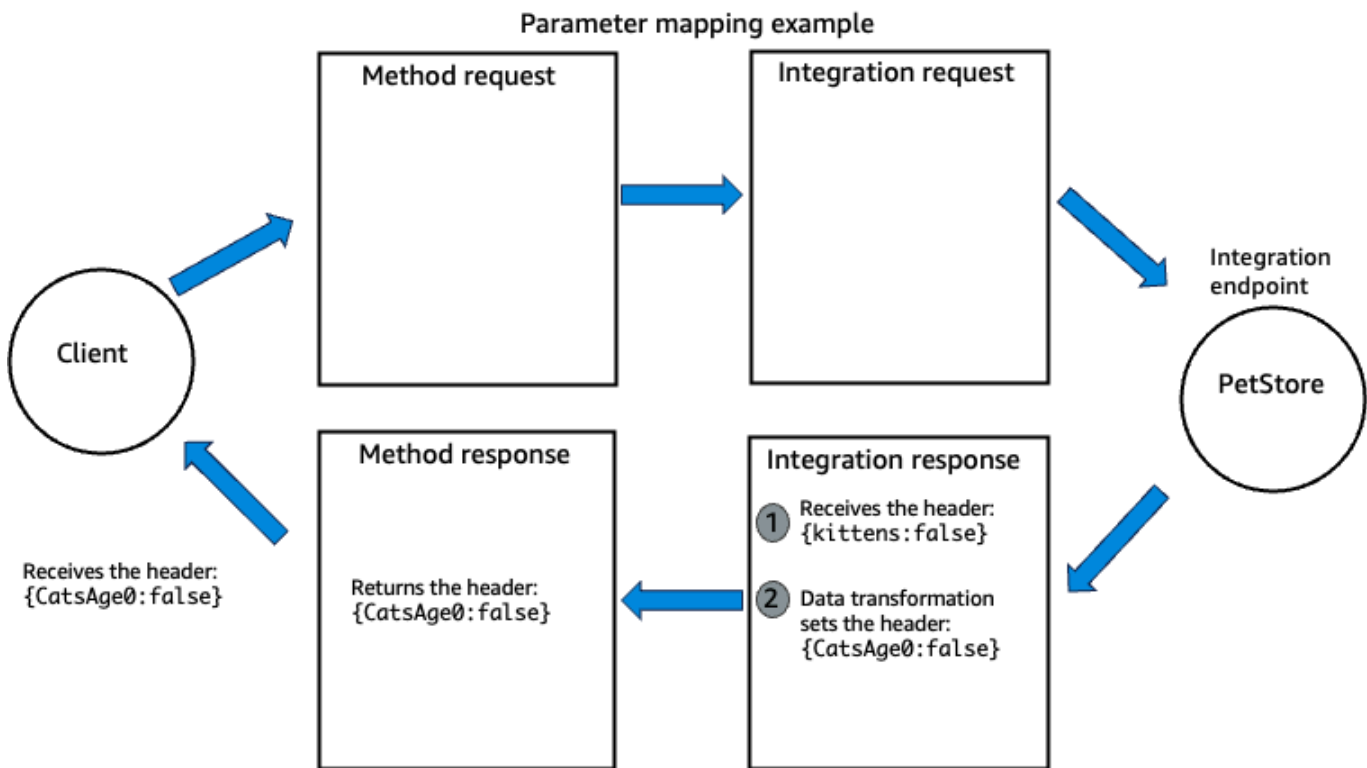 Parameter mapping example
Method request
Integration request
Integration
endpoint
Client
PetStore
Method response
Integration response
1 Receives the header:
{kittens:false}
Receives the header:
{CatsAge0:false}
Returns the header:
{CatsAge0:false}
2 Data transformation
sets the header:
{CatsAge0:false}